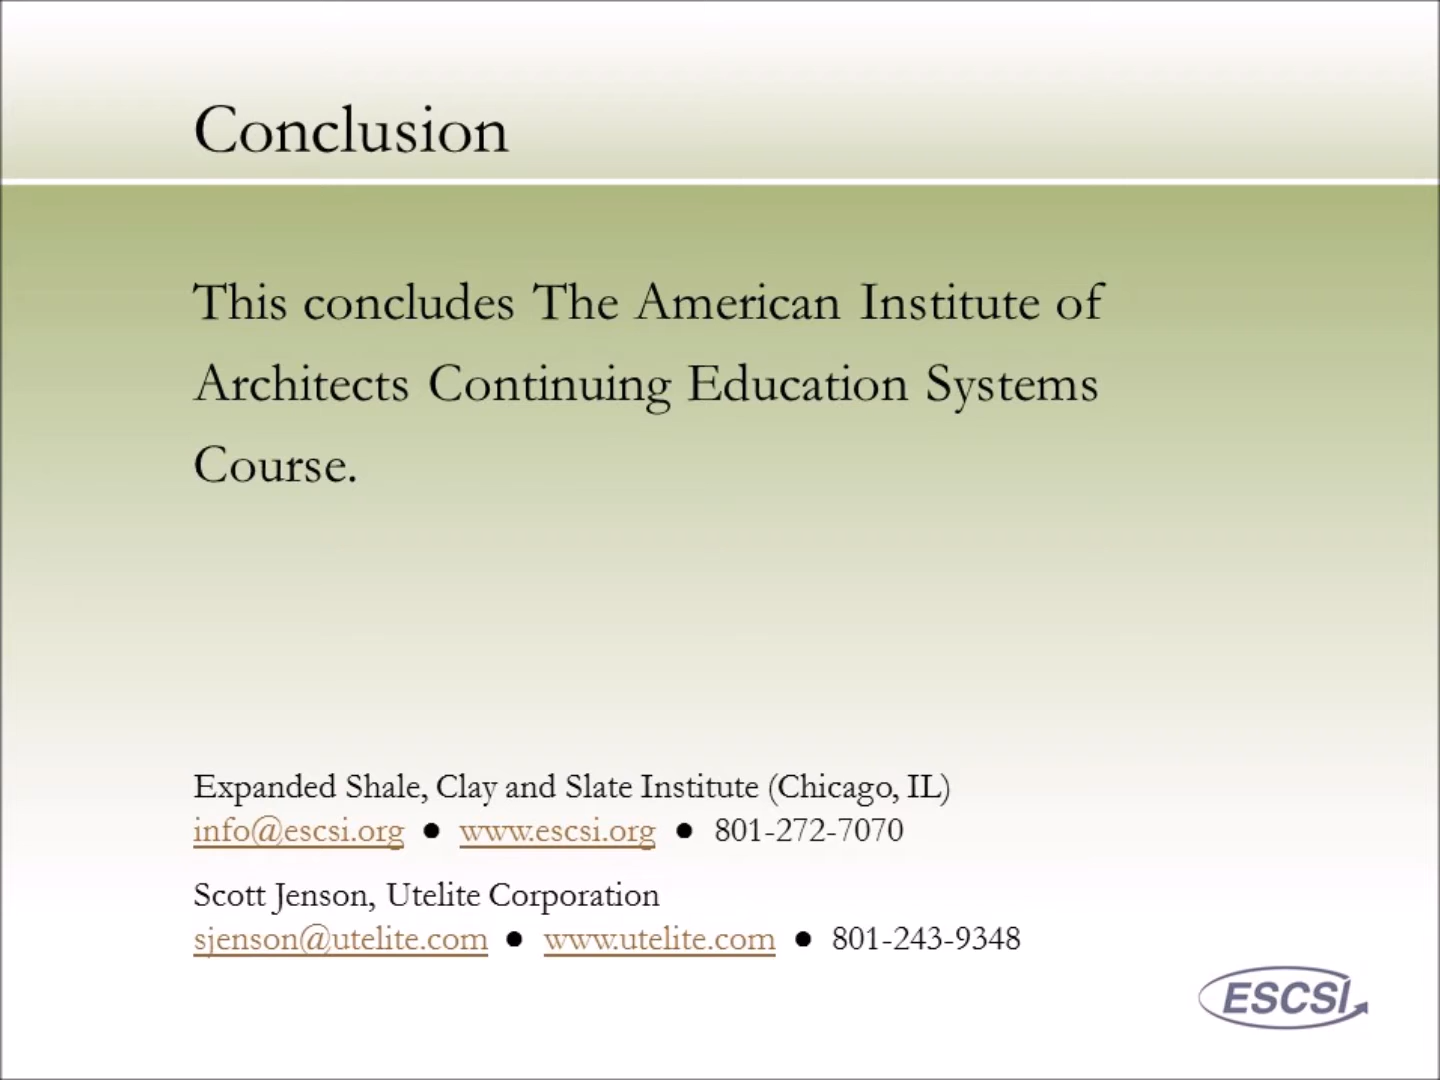 Conclusion
This concludes The American Institute of
Architects Continuing Education Systems
Course.
Expanded Shale, Clay and Slate Institute (Chicago, IL)
info@escsi.org ● www.escsi.org ● 801-272-7070
Scott Jenson, Utelite Corporation
sjenson@utelite.com ● www.utelite.com ● 801-243-9348
ESCSI